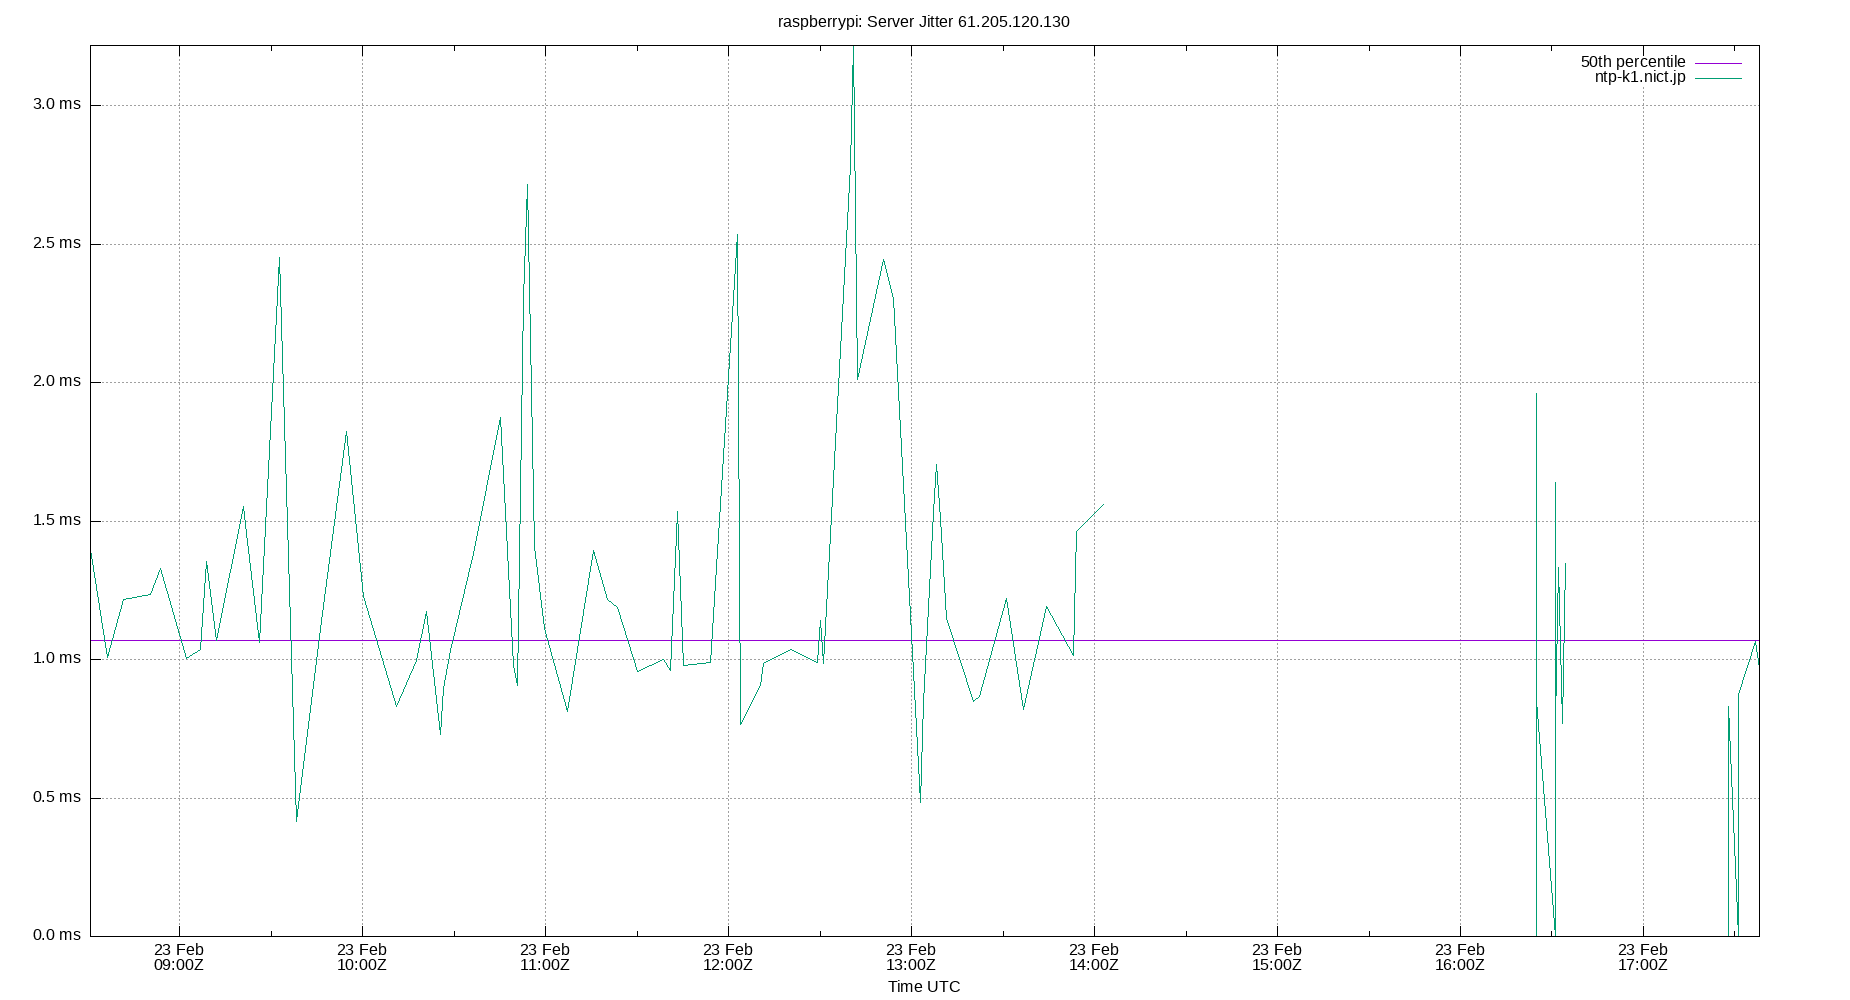 raspberrypi: Server Jitter 61.205.120.130
50th percentile
ntp-k1.nict.jp
3.0 ms
2.5 ms
2.0 ms
1.5 ms
1.0 ms
0.5 ms
0.0 ms
23 Feb 23 Feb 23 Feb 23 Feb 23 Feb 23 Feb 23 Feb 23 Feb 23 Feb
09:00Z 10:00Z 11:00Z 12:00Z 13:00Z 14:00Z 15:00Z 16:00Z 17:00Z
Time UTC